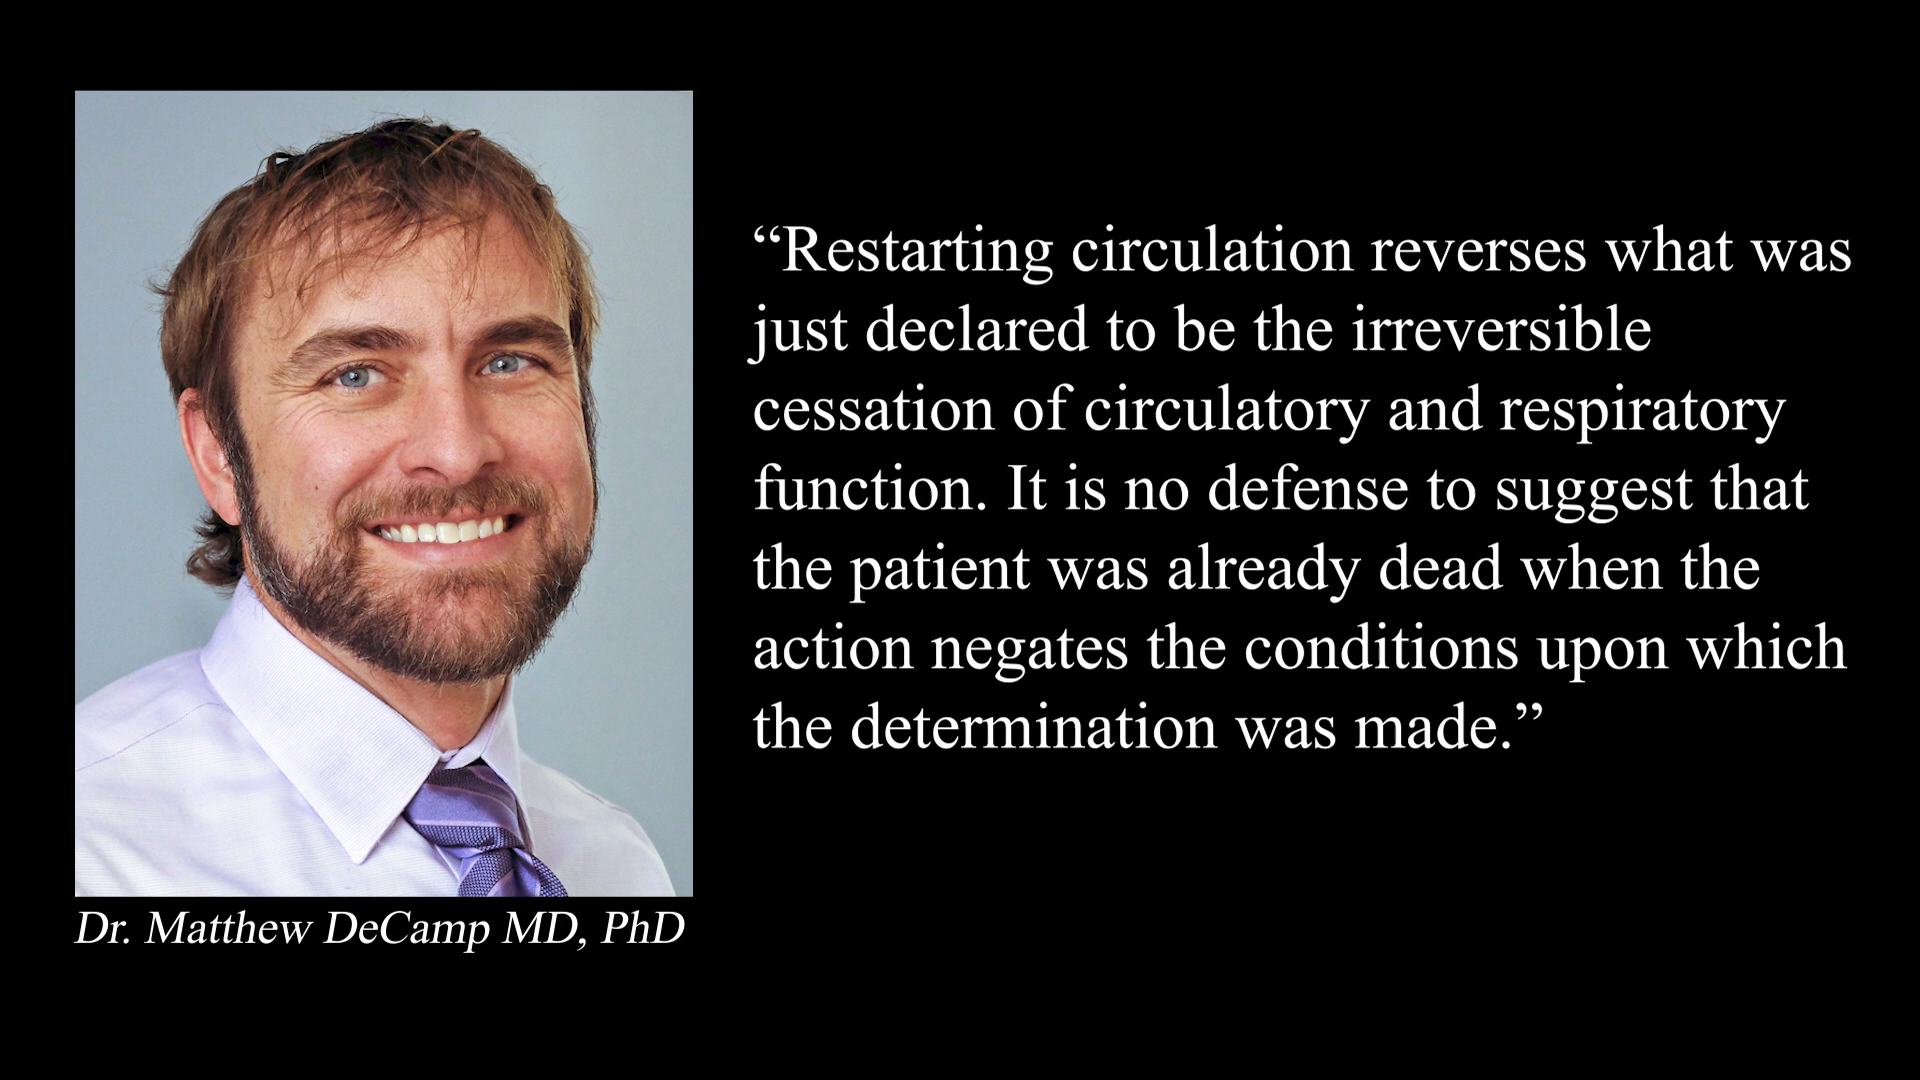 “Restarting circulation reverses what was
just declared to be the irreversible
cessation of circulatory and respiratory
function. It is no defense to suggest that
the patient was already dead when the
action negates the conditions upon which
the determination was made.”
Dr. Matthew DeCamp MD, PhD